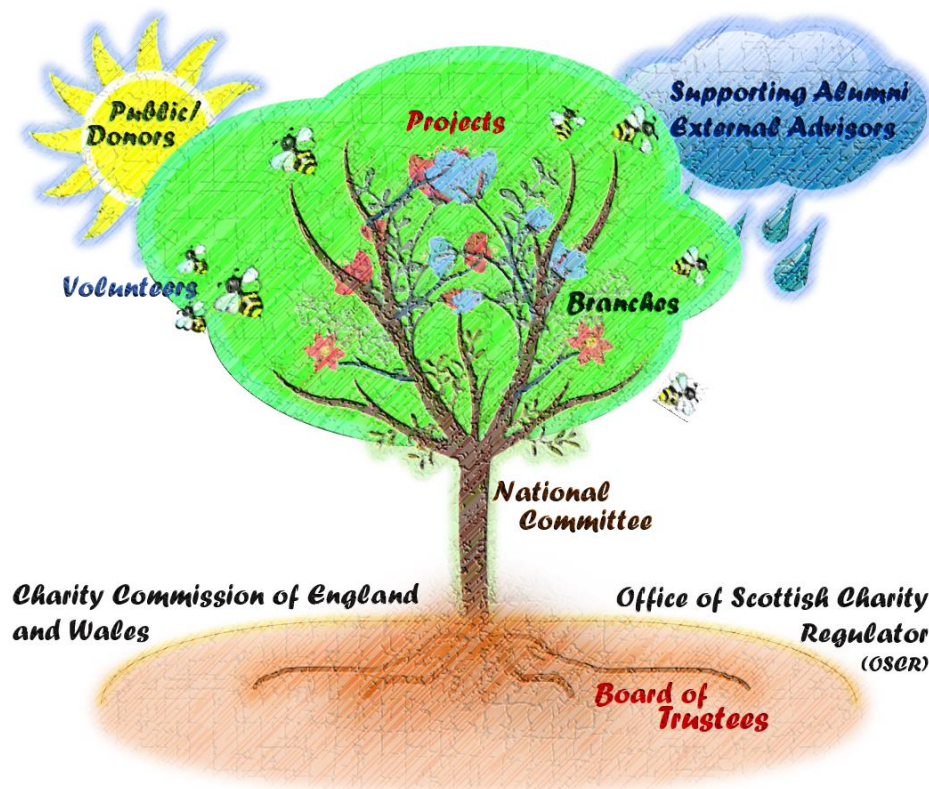 Public/
Donors
Projects
Supporting Alumni
External Advisors
Volunteers
Branches
National
Committee
Charity Commission of England
and Wales
Office of Scottish Charity
Regulator
(OSCR)
Board of
Trustees